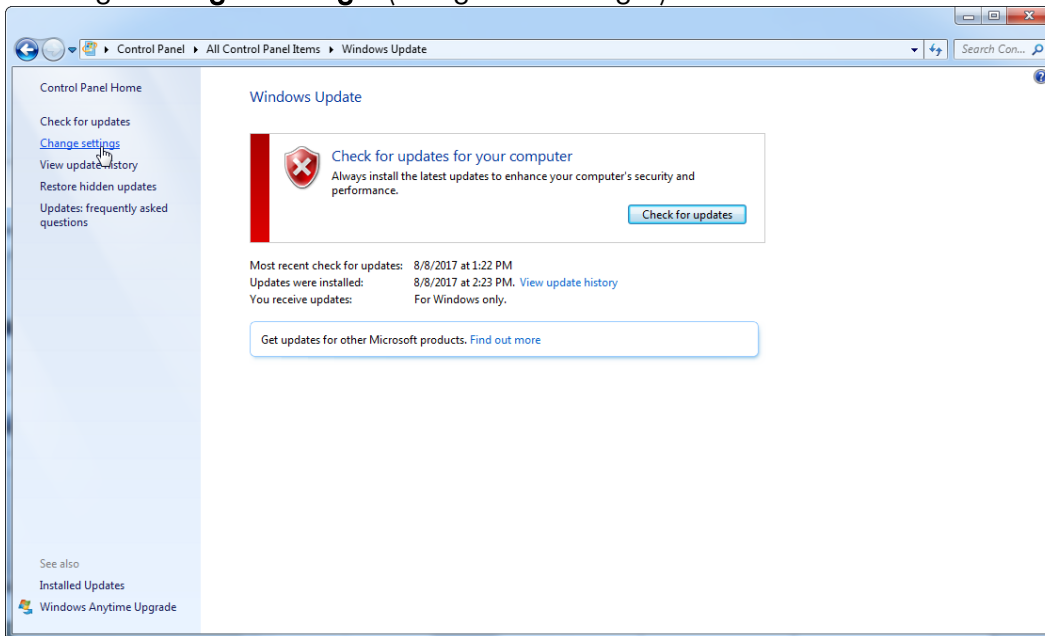 Control Panel ▸ All Control Panel Items ▸ Windows Update
Search Con...
Control Panel Home
Check for updates
Change settings
View update history
Restore hidden updates
Updates: frequently asked
questions
Windows Update
Check for updates for your computer
Always install the latest updates to enhance your computer's security and
performance.
Check for updates
Most recent check for updates: 8/8/2017 at 1:22 PM
Updates were installed: 8/8/2017 at 2:23 PM. View update history
You receive updates: For Windows only.
Get updates for other Microsoft products. Find out more
See also
Installed Updates
Windows Anytime Upgrade